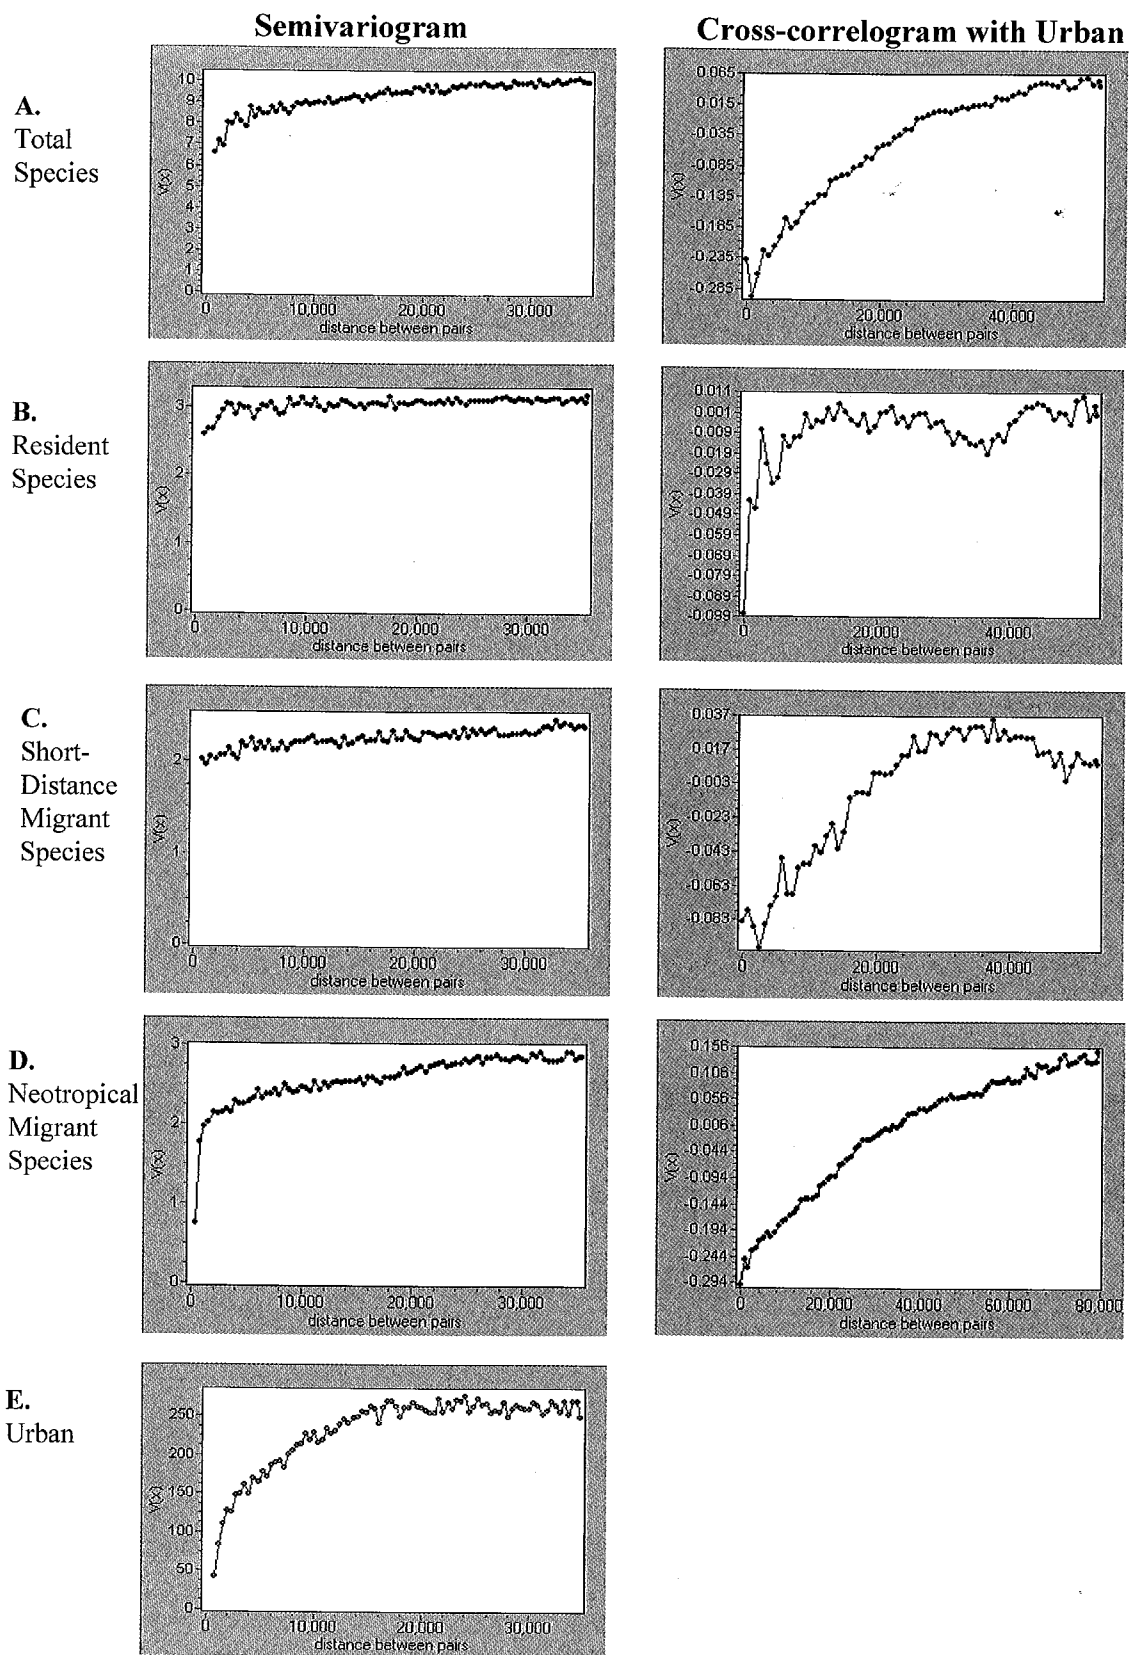 Semivariogram
Cross-correlogram with Urban
A.
Total
Species
10
9
8
7
6
5
4
3
2
1
0
V(x)
0 10,000 20,000 30,000
distance between pairs
0.065
0.015
-0.035
-0.085
-0.135
-0.185
-0.235
-0.285
V(x)
0 20,000 40,000
distance between pairs
B.
Resident
Species
3
2
1
0
V(x)
0 10,000 20,000 30,000
distance between pairs
0.011
0.001
-0.009
-0.019
-0.029
-0.039
-0.049
-0.059
-0.069
-0.079
-0.099
V(x)
0 20,000 40,000
distance between pairs
C.
Short-
Distance
Migrant
Species
2
1
0
V(x)
0 10,000 20,000 30,000
distance between pairs
0.037
0.017
-0.003
-0.023
-0.043
-0.063
V(x)
0 20,000 40,000
distance between pairs
D.
Neotropical
Migrant
Species
3
2
1
0
V(x)
0 10,000 20,000 30,000
distance between pairs
0.156
0.106
0.056
0.006
-0.044
-0.094
-0.144
-0.194
-0.244
-0.294
V(x)
0 20,000 40,000 60,000 80,000
distance between pairs
E.
Urban
250
200
150
100
50
0
V(x)
0 10,000 20,000 30,000
distance between pairs